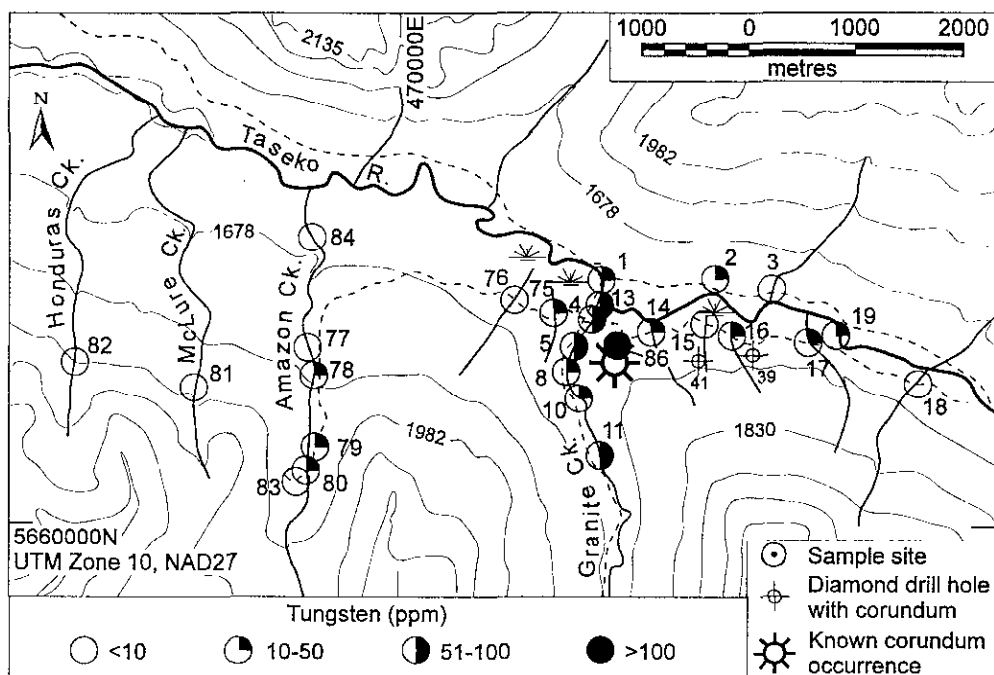 2135
4700000E
1000 0 1000 2000
metres
N
Taseko R.
1982
1678
Honduras Ck.
McLure Ck.
1678
Amazon Ck.
84
76
75
1
2
3
13
4
14
15
16
19
77
5
86
41
39
17
82
81
78
8
10
18
1982
11
1830
79
83
80
Granite Ck.
5660000N
UTM Zone 10, NAD27
Sample site
Diamond drill hole
with corundum
Known corundum
occurrence
Tungsten (ppm)
<10 10-50 51-100 >100